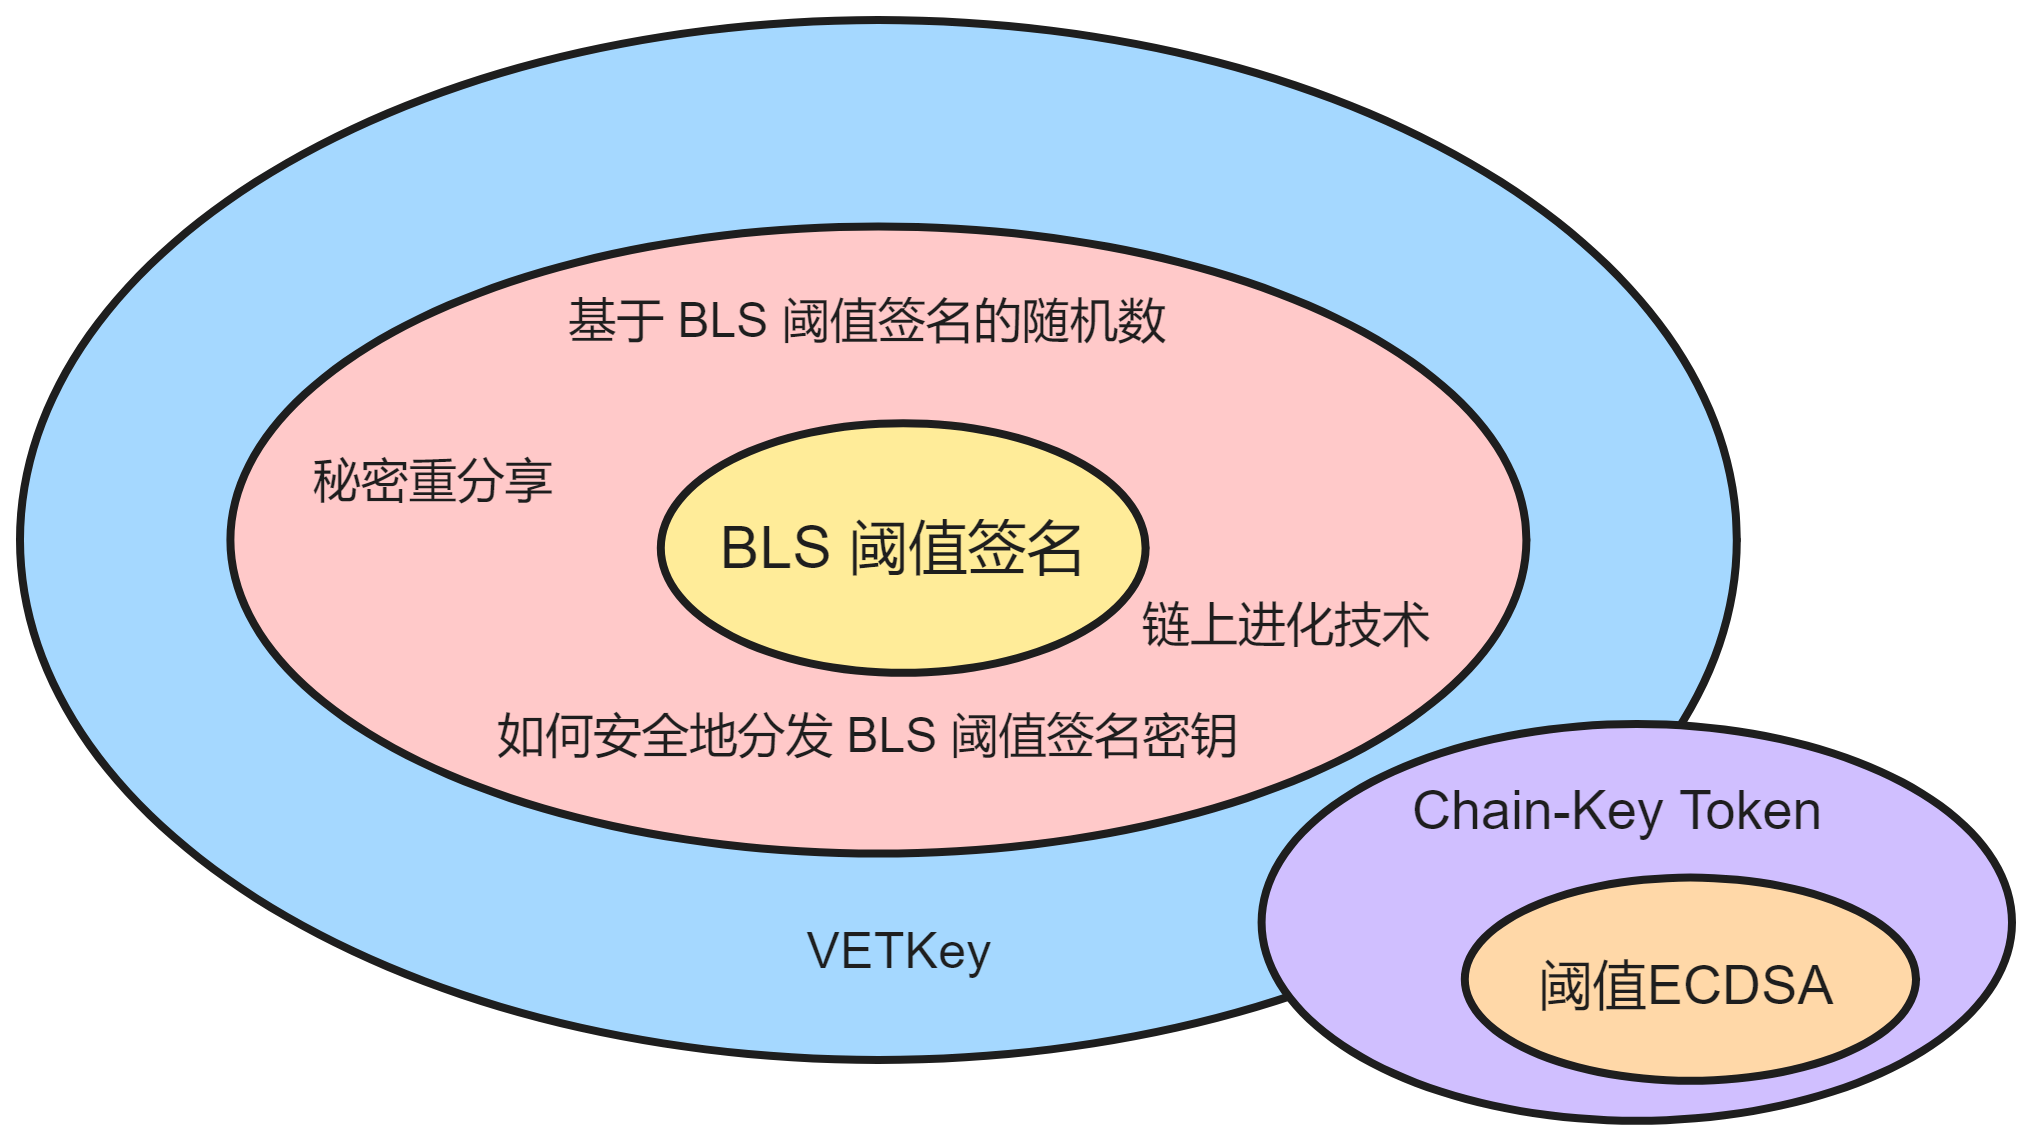 基于 BLS 阈值签名的随机数
秘密重分享
BLS 阈值签名
链上进化技术
如何安全地分发 BLS 阈值签名密钥
VETKey
Chain-Key Token
阈值ECDSA